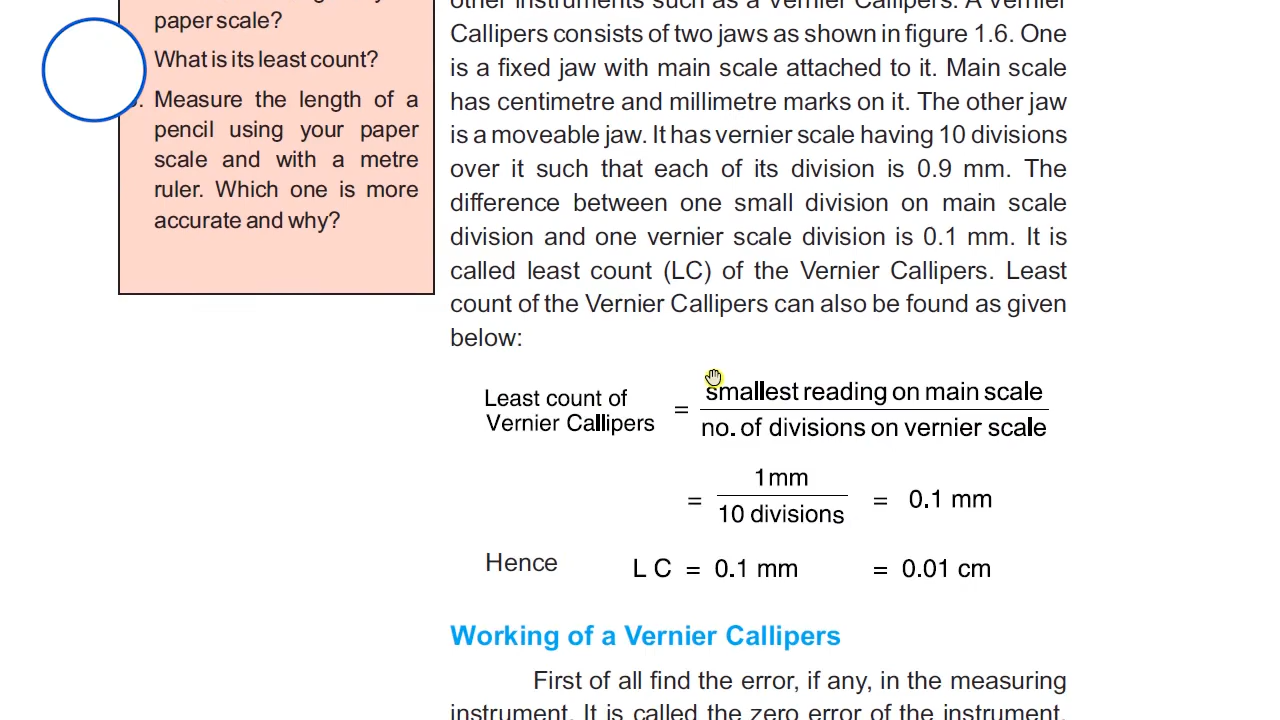 paper scale?
What is its least count?
Measure the length of a
pencil using your paper
scale and with a metre
ruler. Which one is more
accurate and why?
other instruments such as a Vernier Callipers. A Vernier
Callipers consists of two jaws as shown in figure 1.6. One
is a fixed jaw with main scale attached to it. Main scale
has centimetre and millimetre marks on it. The other jaw
is a moveable jaw. It has vernier scale having 10 divisions
over it such that each of its division is 0.9 mm. The
difference between one small division on main scale
division and one vernier scale division is 0.1 mm. It is
called least count (LC) of the Vernier Callipers. Least
count of the Vernier Callipers can also be found as given
below:
Least count of
Vernier Callipers
= smallest reading on main scale
no. of divisions on vernier scale
= 1mm
10 divisions
= 0.1 mm
Hence L C = 0.1 mm = 0.01 cm
Working of a Vernier Callipers
First of all find the error, if any, in the measuring
instrument. It is called the zero error of the instrument.